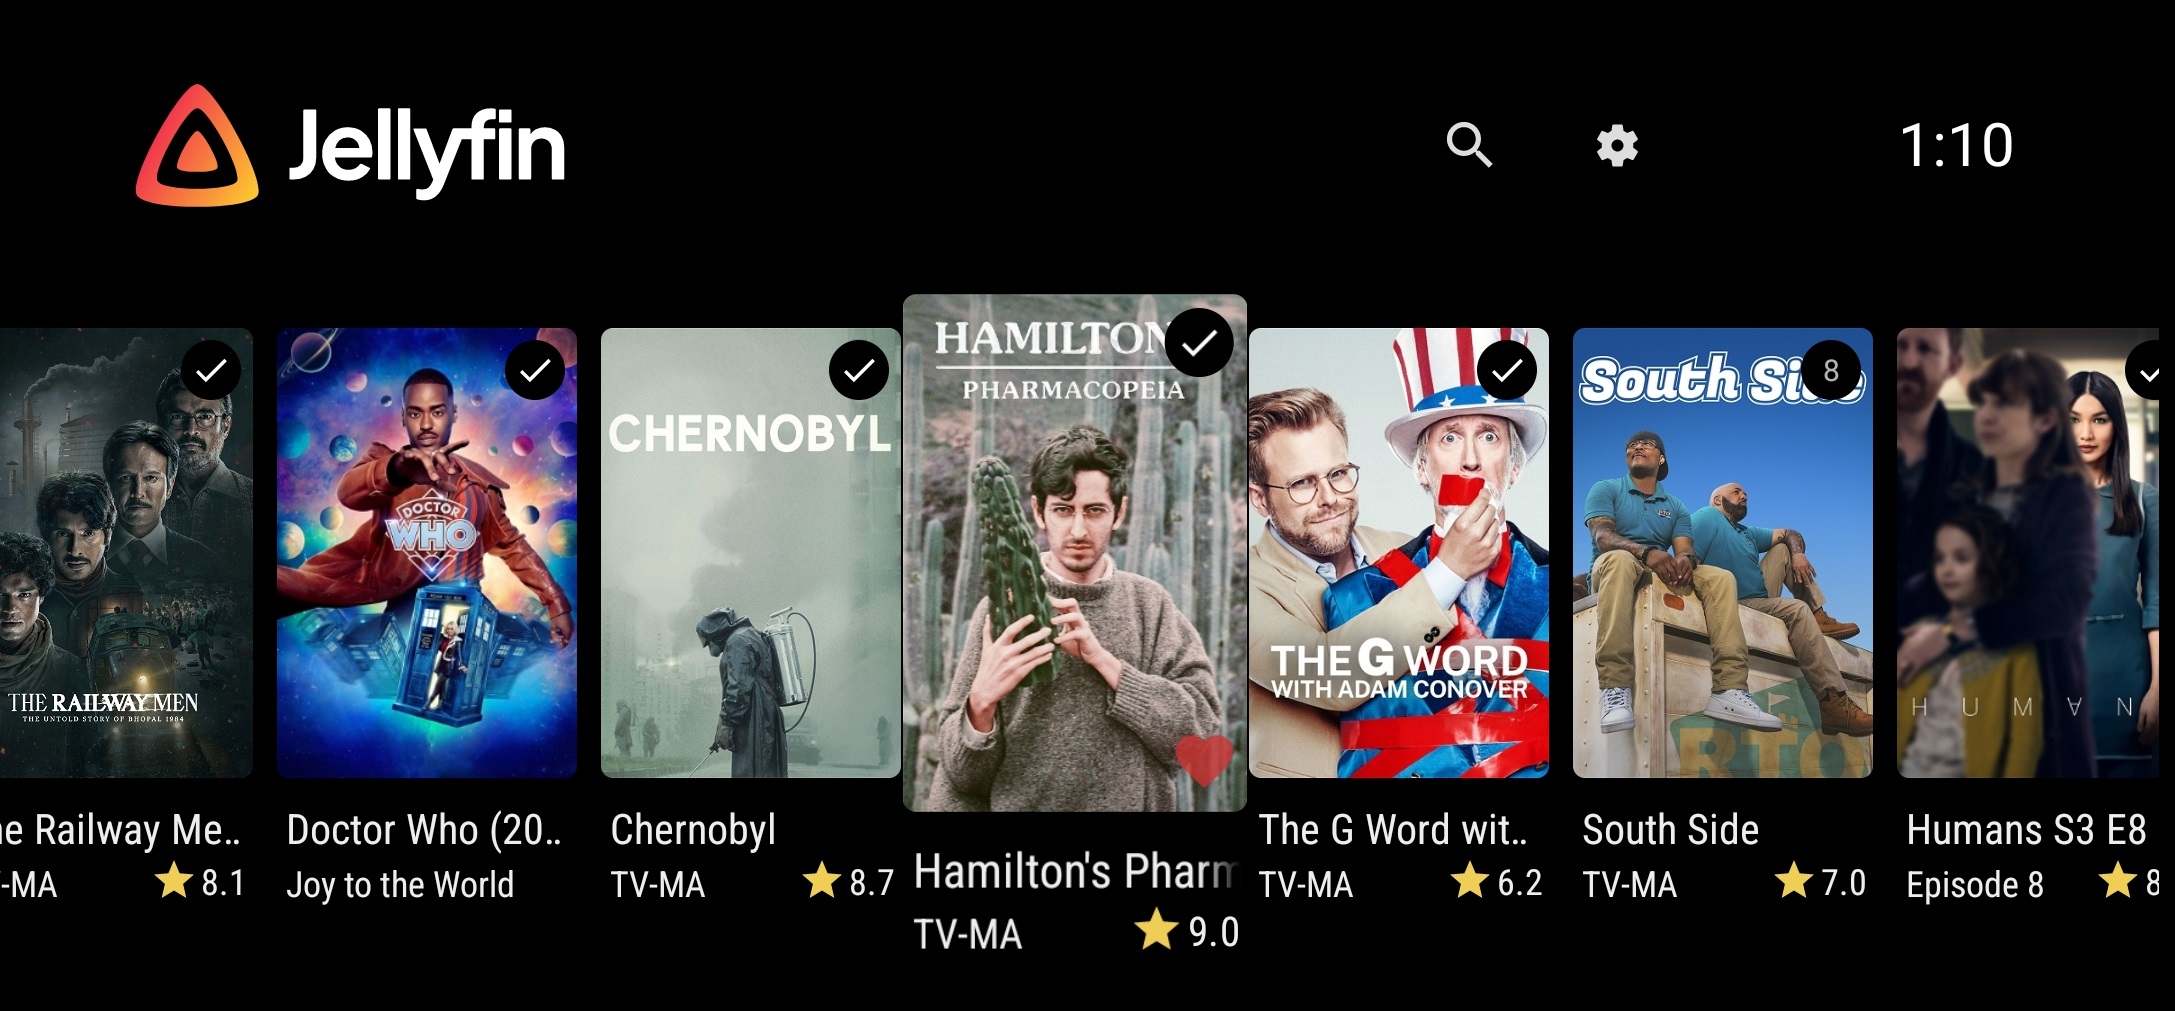 Jellyfin
1:10
THE RAILWAY MEN
THE UNTOLD STORY OF BHOPAL 1984
DOCTOR
WHO
CHERNOBYL
HAMILTON
PHARMACOPEIA
THE G WORD
WITH ADAM CONOVER
South Side
8
RTO
HUMAN
e Railway Me..
-MA
8.1
Doctor Who (20..
Joy to the World
Chernobyl
TV-MA
8.7
Hamilton's Pharm
TV-MA
9.0
The G Word wit..
TV-MA
6.2
South Side
TV-MA
7.0
Humans S3 E8
Episode 8
8